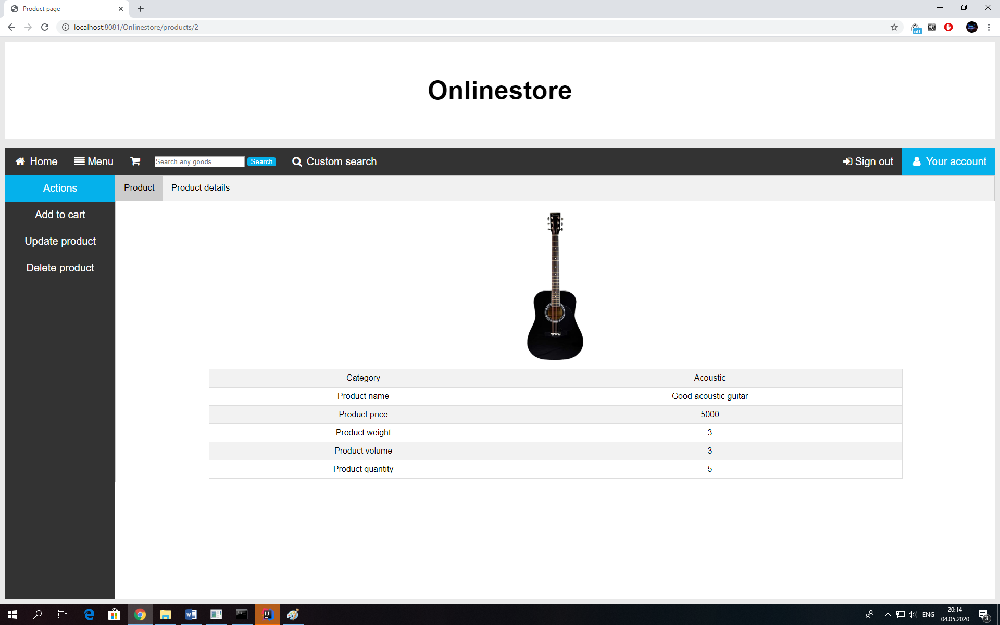 Product page
localhost:8081/Onlinestore/products/2
off
Onlinestore
Home Menu Search any goods Search Custom search Sign out Your account
Actions Product Product details
Add to cart
Update product
Delete product
Category Acoustic
Product name Good acoustic guitar
Product price 5000
Product weight 3
Product volume 3
Product quantity 5
20:14
ENG
04.05.2020
3